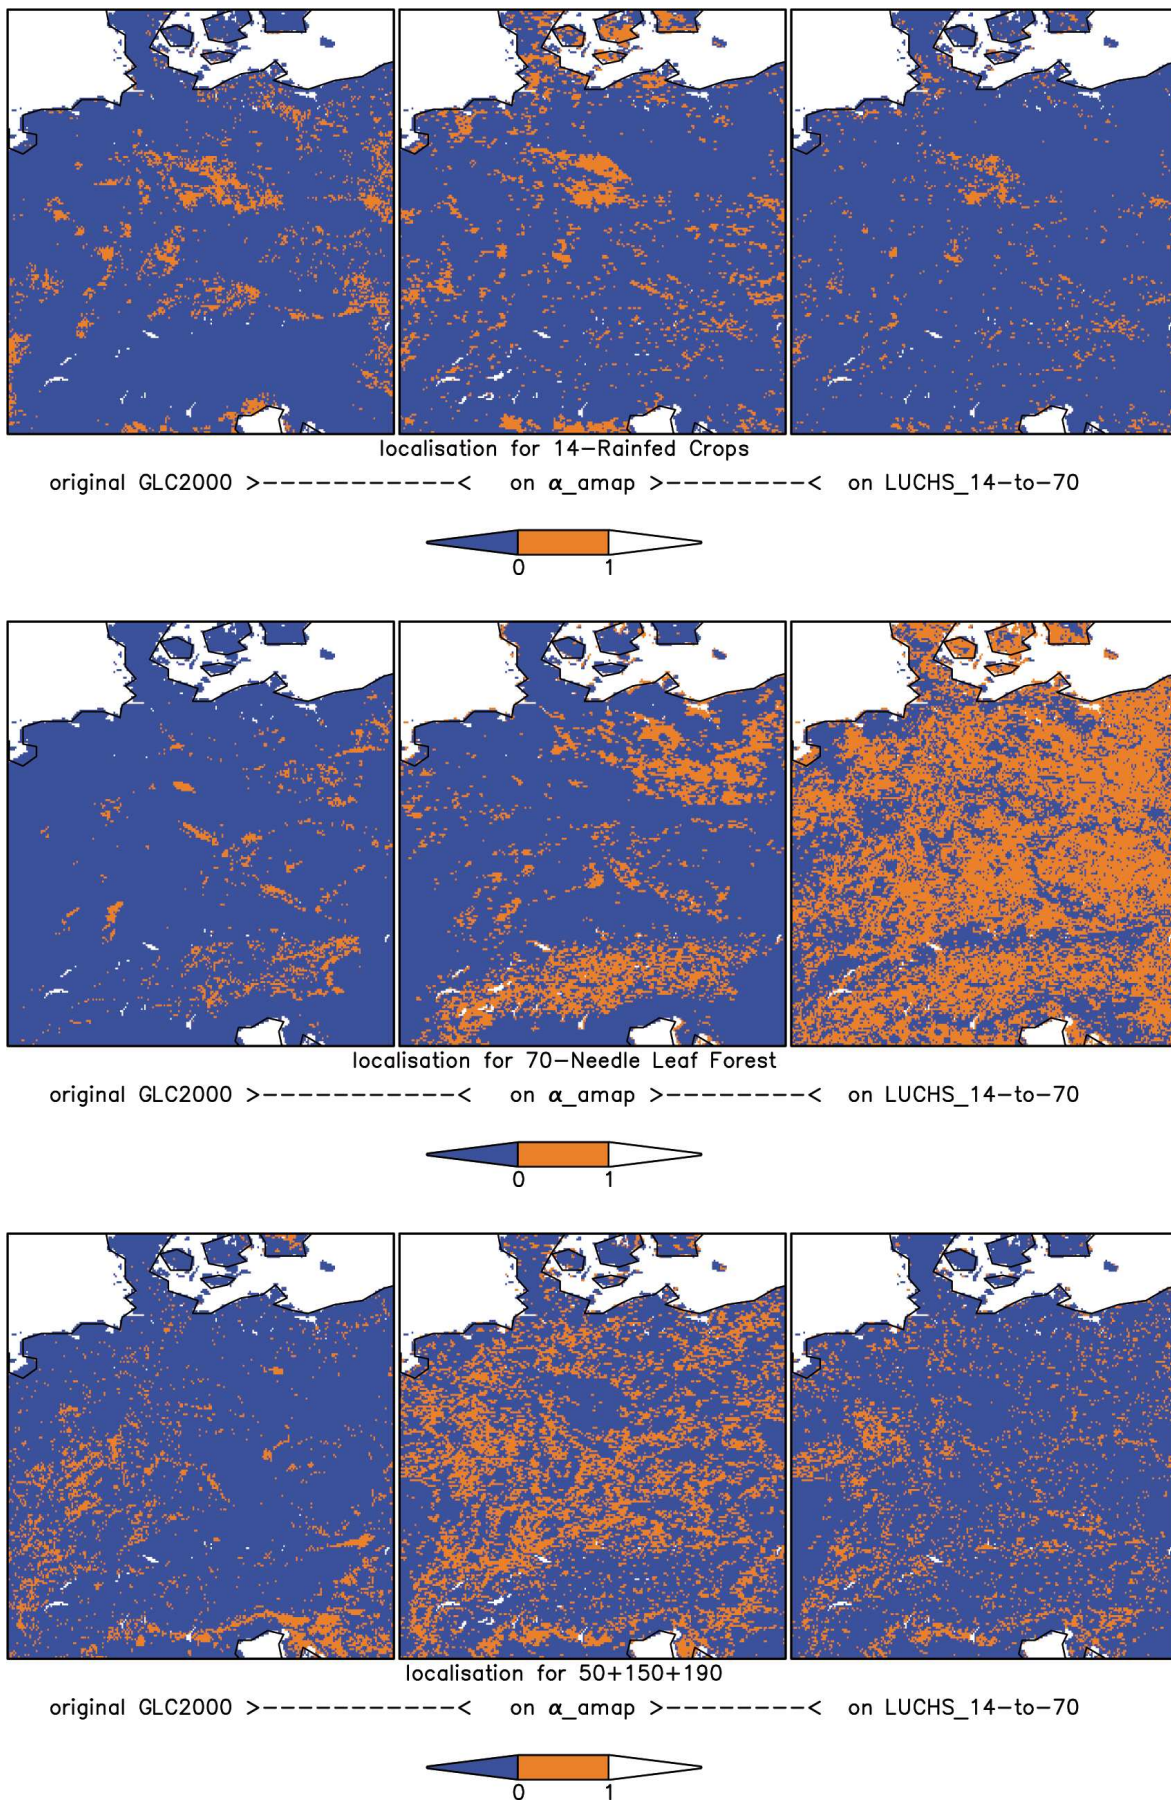 localisation for 14-Rainfed Crops
original GLC2000 >-----------< on α_amap >--------< on LUCHS_14-to-70
0 1
localisation for 70-Needle Leaf Forest
original GLC2000 >-----------< on α_amap >--------< on LUCHS_14-to-70
0 1
localisation for 50+150+190
original GLC2000 >-----------< on α_amap >--------< on LUCHS_14-to-70
0 1